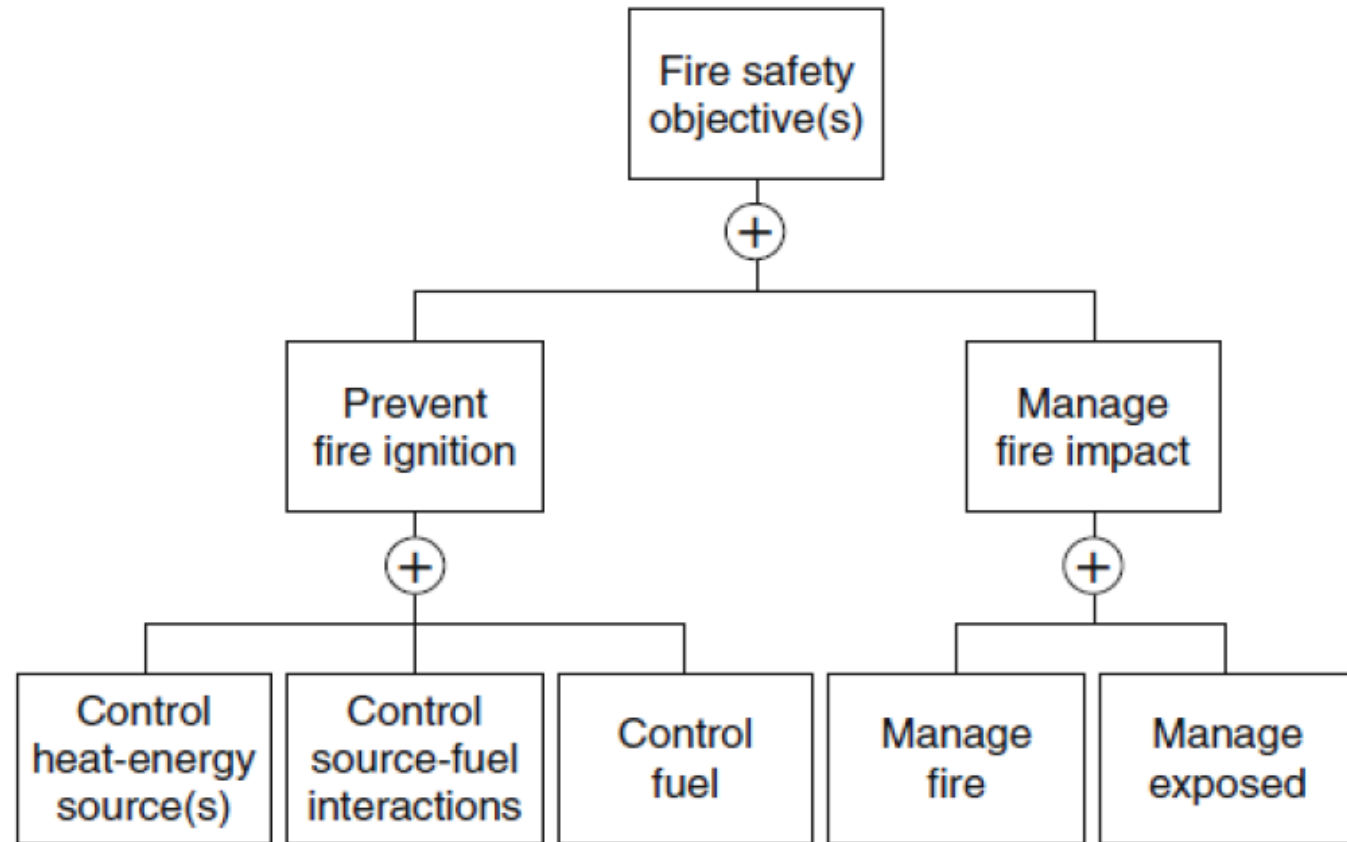 Fire safety
objective(s)
+
Prevent
fire ignition
Manage
fire impact
+
+
Control
heat-energy
source(s)
Control
source-fuel
interactions
Control
fuel
Manage
fire
Manage
exposed